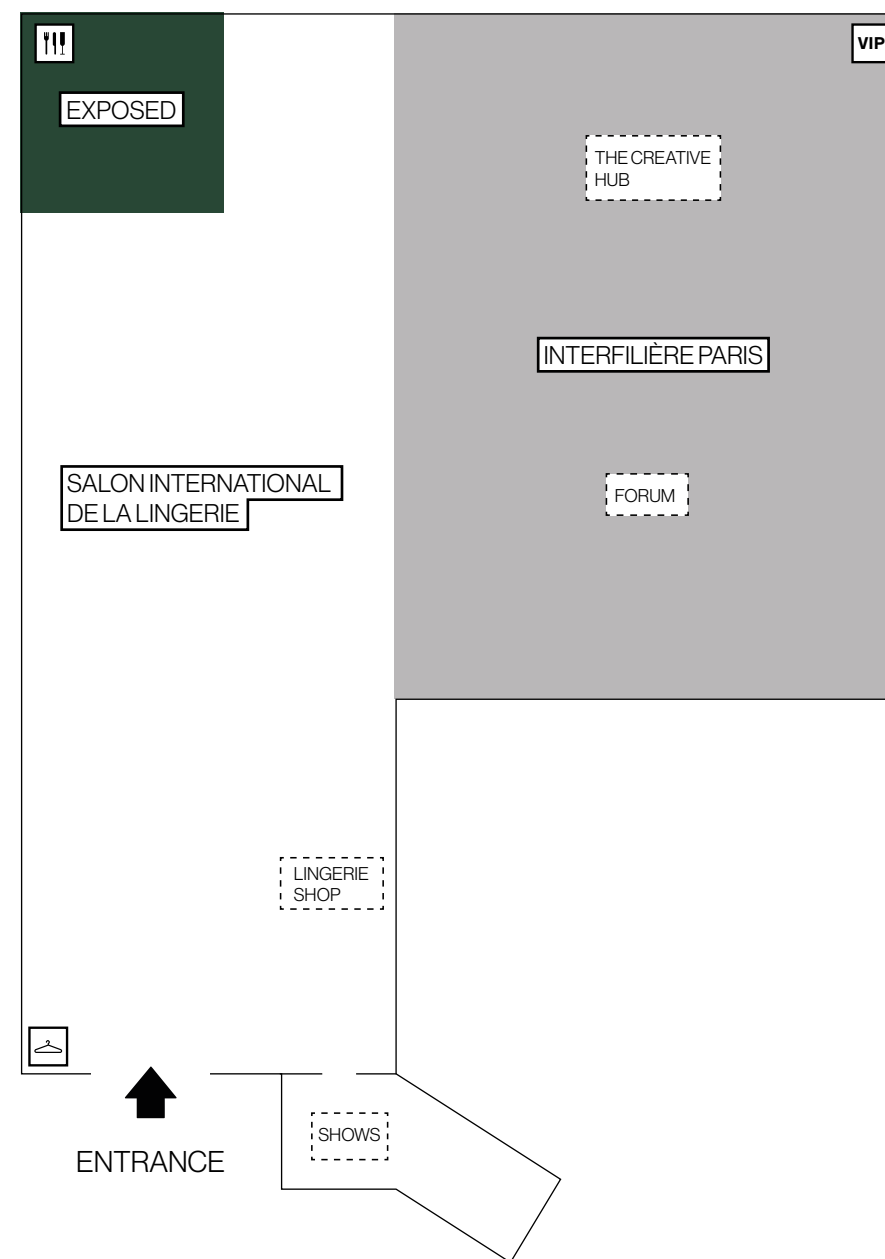 VIP
EXPOSED
THE CREATIVE
HUB
INTERFILIÈRE PARIS
SALON INTERNATIONAL
DE LA LINGERIE
FORUM
LINGERIE
SHOP
SHOWS
ENTRANCE